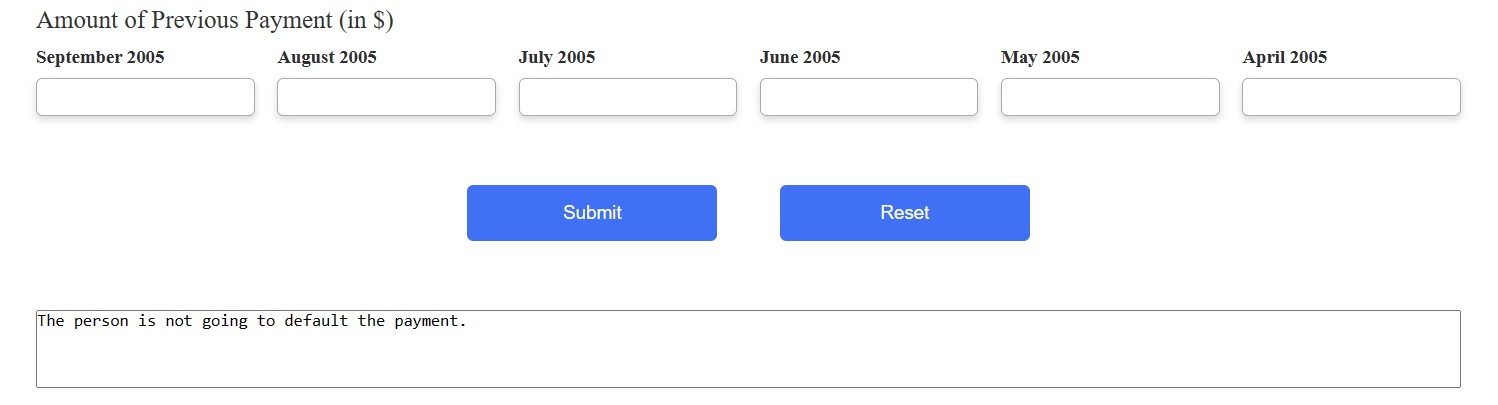 Amount of Previous Payment (in $)
September 2005 August 2005 July 2005 June 2005 May 2005 April 2005
Submit Reset
The person is not going to default the payment.